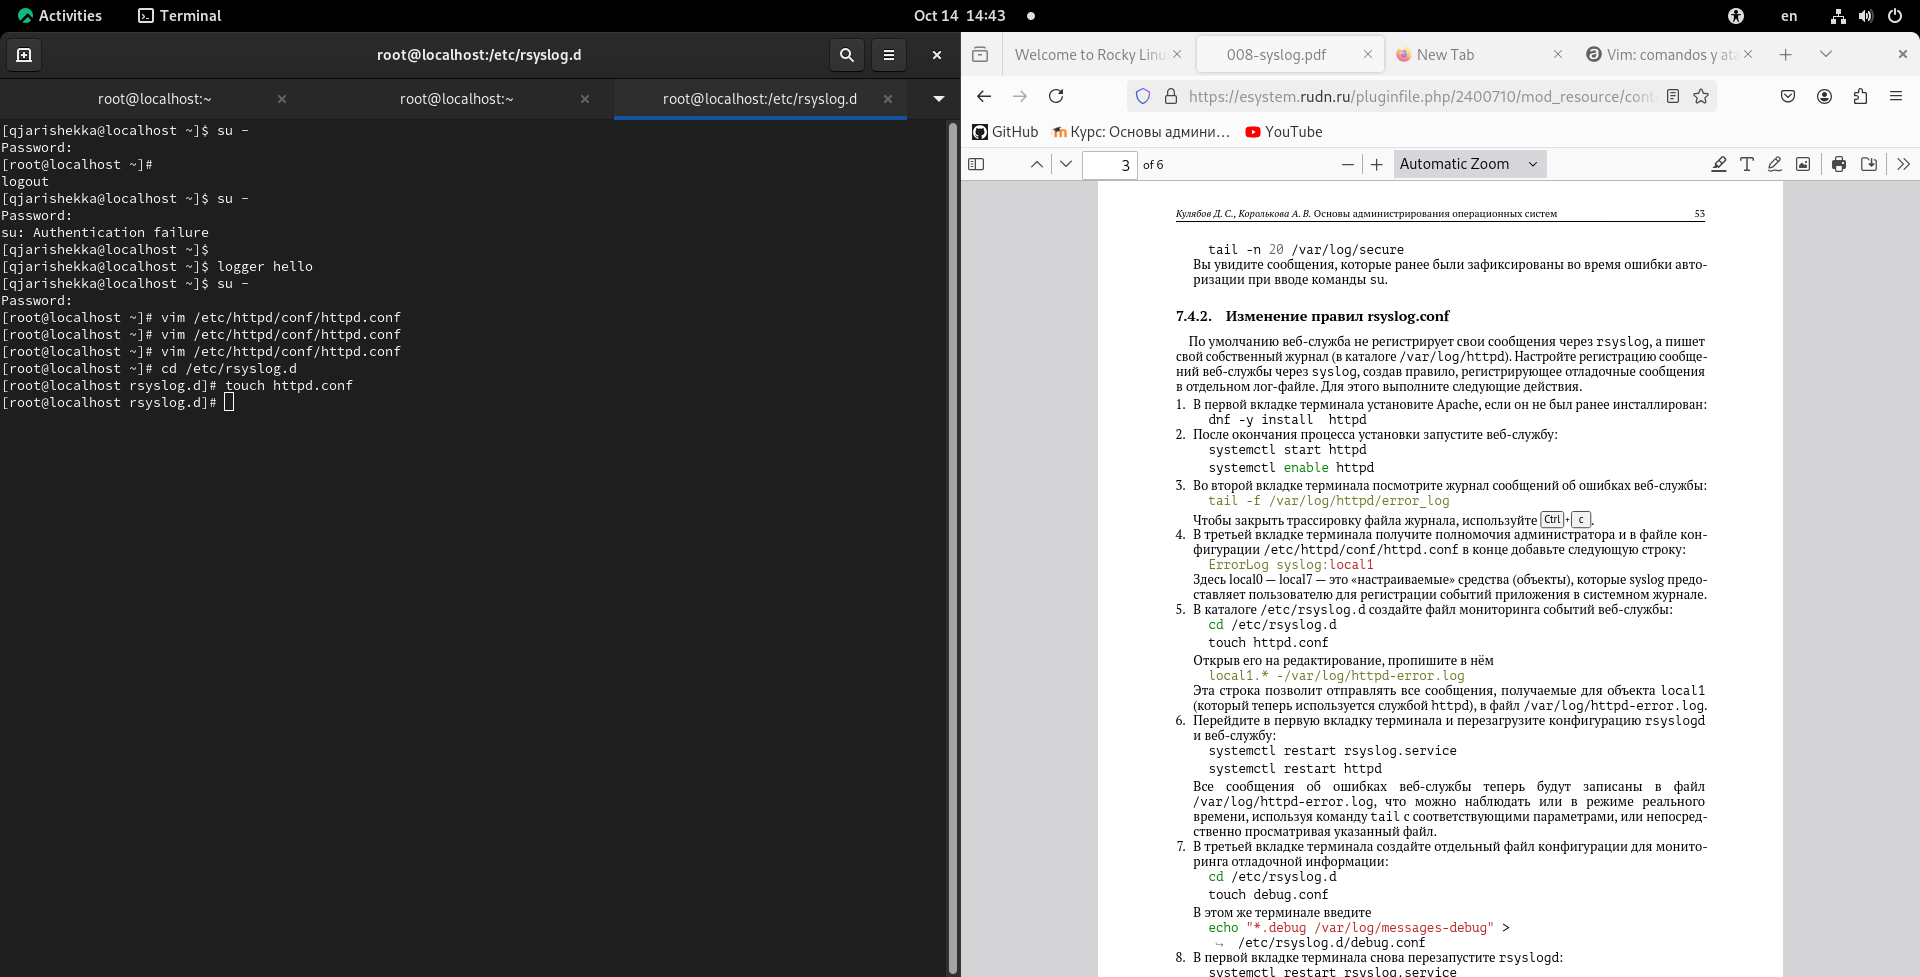 Activities
Terminal
Oct 14 14:43
en
root@localhost:/etc/rsyslog.d
root@localhost:~
root@localhost:~
root@localhost:/etc/rsyslog.d
[qjarishekka@localhost ~]$ su -
Password:
[root@localhost ~]#
logout
[qjarishekka@localhost ~]$ su -
Password:
su: Authentication failure
[qjarishekka@localhost ~]$
[qjarishekka@localhost ~]$ logger hello
[qjarishekka@localhost ~]$ su -
Password:
[root@localhost ~]# vim /etc/httpd/conf/httpd.conf
[root@localhost ~]# vim /etc/httpd/conf/httpd.conf
[root@localhost ~]# vim /etc/httpd/conf/httpd.conf
[root@localhost ~]# cd /etc/rsyslog.d
[root@localhost rsyslog.d]# touch httpd.conf
[root@localhost rsyslog.d]#
Welcome to Rocky Linu
008-syslog.pdf
New Tab
Vim: comandos y ata
https://esystem.rudn.ru/pluginfile.php/2400710/mod_resource/cont
GitHub
Курс: Основы админи…
YouTube
3 of 6
Automatic Zoom
Кулябов Д. С., Королькова А. В. Основы администрирования операционных систем 53
tail -n 20 /var/log/secure
Вы увидите сообщения, которые ранее были зафиксированы во время ошибки авто-
ризации при вводе команды su.
7.4.2. Изменение правил rsyslog.conf
По умолчанию веб-служба не регистрирует свои сообщения через rsyslog, а пишет
свой собственный журнал (в каталоге /var/log/httpd). Настройте регистрацию сообще-
ний веб-службы через syslog, создав правило, регистрирующее отладочные сообщения
в отдельном лог-файле. Для этого выполните следующие действия.
1. В первой вкладке терминала установите Apache, если он не был ранее инсталлирован:
dnf -y install httpd
2. После окончания процесса установки запустите веб-службу:
systemctl start httpd
systemctl enable httpd
3. Во второй вкладке терминала посмотрите журнал сообщений об ошибках веб-службы:
tail -f /var/log/httpd/error_log
Чтобы закрыть трассировку файла журнала, используйте Ctrl + c .
4. В третьей вкладке терминала получите полномочия администратора и в файле кон-
фигурации /etc/httpd/conf/httpd.conf в конце добавьте следующую строку:
ErrorLog syslog:local1
Здесь local0 — local7 — это «настраиваемые» средства (объекты), которые syslog предо-
ставляет пользователю для регистрации событий приложения в системном журнале.
5. В каталоге /etc/rsyslog.d создайте файл мониторинга событий веб-службы:
cd /etc/rsyslog.d
touch httpd.conf
Открыв его на редактирование, пропишите в нём
local1.* -/var/log/httpd-error.log
Эта строка позволит отправлять все сообщения, получаемые для объекта local1
(который теперь используется службой httpd), в файл /var/log/httpd-error.log.
6. Перейдите в первую вкладку терминала и перезагрузите конфигурацию rsyslogd
и веб-службу:
systemctl restart rsyslog.service
systemctl restart httpd
Все сообщения об ошибках веб-службы теперь будут записаны в файл
/var/log/httpd-error.log, что можно наблюдать или в режиме реального
времени, используя команду tail с соответствующими параметрами, или непосред-
ственно просматривая указанный файл.
7. В третьей вкладке терминала создайте отдельный файл конфигурации для монито-
ринга отладочной информации:
cd /etc/rsyslog.d
touch debug.conf
В этом же терминале введите
echo "*.debug /var/log/messages-debug" >
↪ /etc/rsyslog.d/debug.conf
8. В первой вкладке терминала снова перезапустите rsyslogd:
systemctl restart rsyslog.service